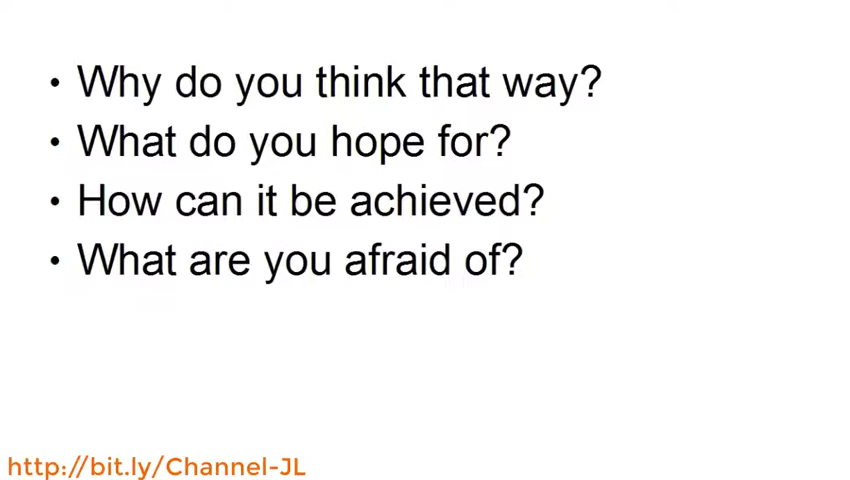 • Why do you think that way?
• What do you hope for?
• How can it be achieved?
• What are you afraid of?
http://bit.ly/Channel-JL